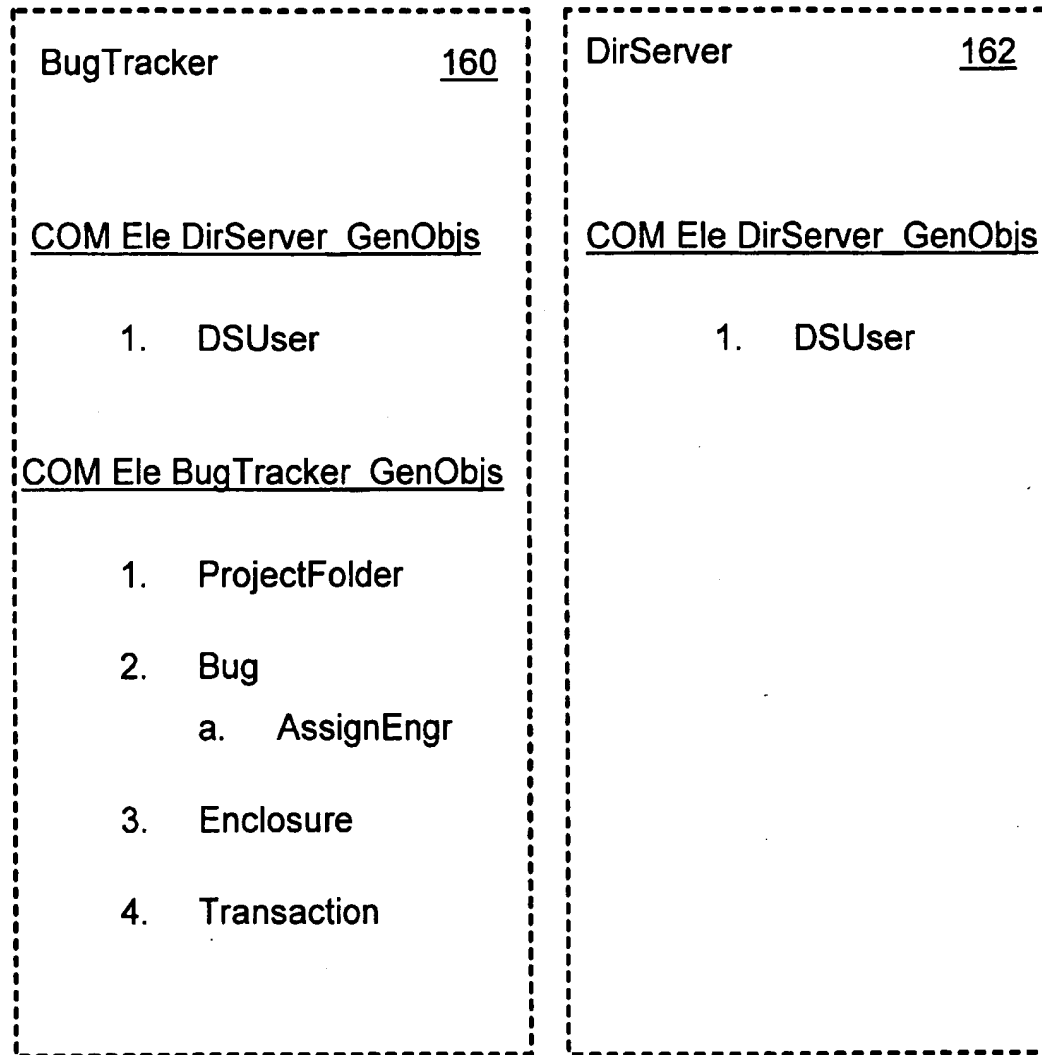 BugTracker 160
COM Ele DirServer_GenObjs
1. DSUser
COM Ele BugTracker_GenObjs
1. ProjectFolder
2. Bug
a. AssignEngr
3. Enclosure
4. Transaction
DirServer 162
COM Ele DirServer_GenObjs
1. DSUser